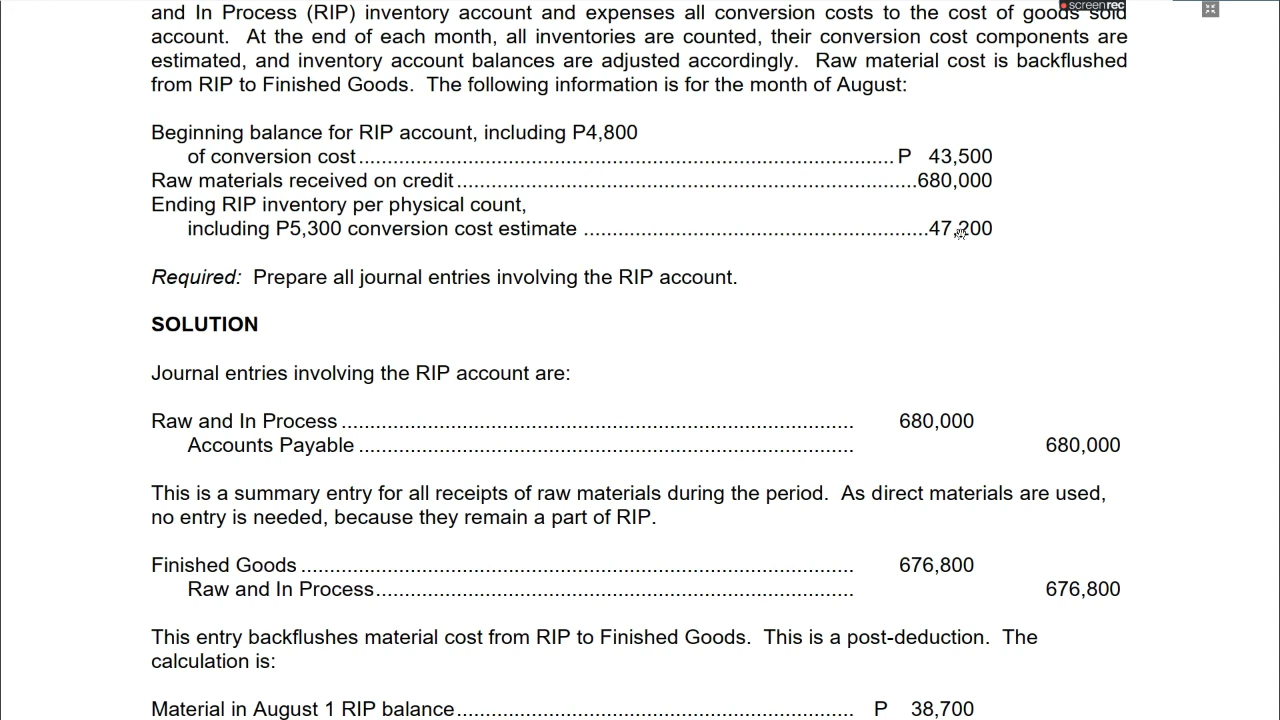 screenrec
and In Process (RIP) inventory account and expenses all conversion costs to the cost of goods sold
account. At the end of each month, all inventories are counted, their conversion cost components are
estimated, and inventory account balances are adjusted accordingly. Raw material cost is backflushed
from RIP to Finished Goods. The following information is for the month of August:
Beginning balance for RIP account, including P4,800
of conversion cost........................................................................................P 43,500
Raw materials received on credit..............................................................................680,000
Ending RIP inventory per physical count,
including P5,300 conversion cost estimate ...........................................................47,200
Required: Prepare all journal entries involving the RIP account.
SOLUTION
Journal entries involving the RIP account are:
Raw and In Process ....................................................................................... 680,000
Accounts Payable ..................................................................................... 680,000
This is a summary entry for all receipts of raw materials during the period. As direct materials are used,
no entry is needed, because they remain a part of RIP.
Finished Goods .............................................................................................. 676,800
Raw and In Process.................................................................................. 676,800
This entry backflushes material cost from RIP to Finished Goods. This is a post-deduction. The
calculation is:
Material in August 1 RIP balance.................................................................... P 38,700